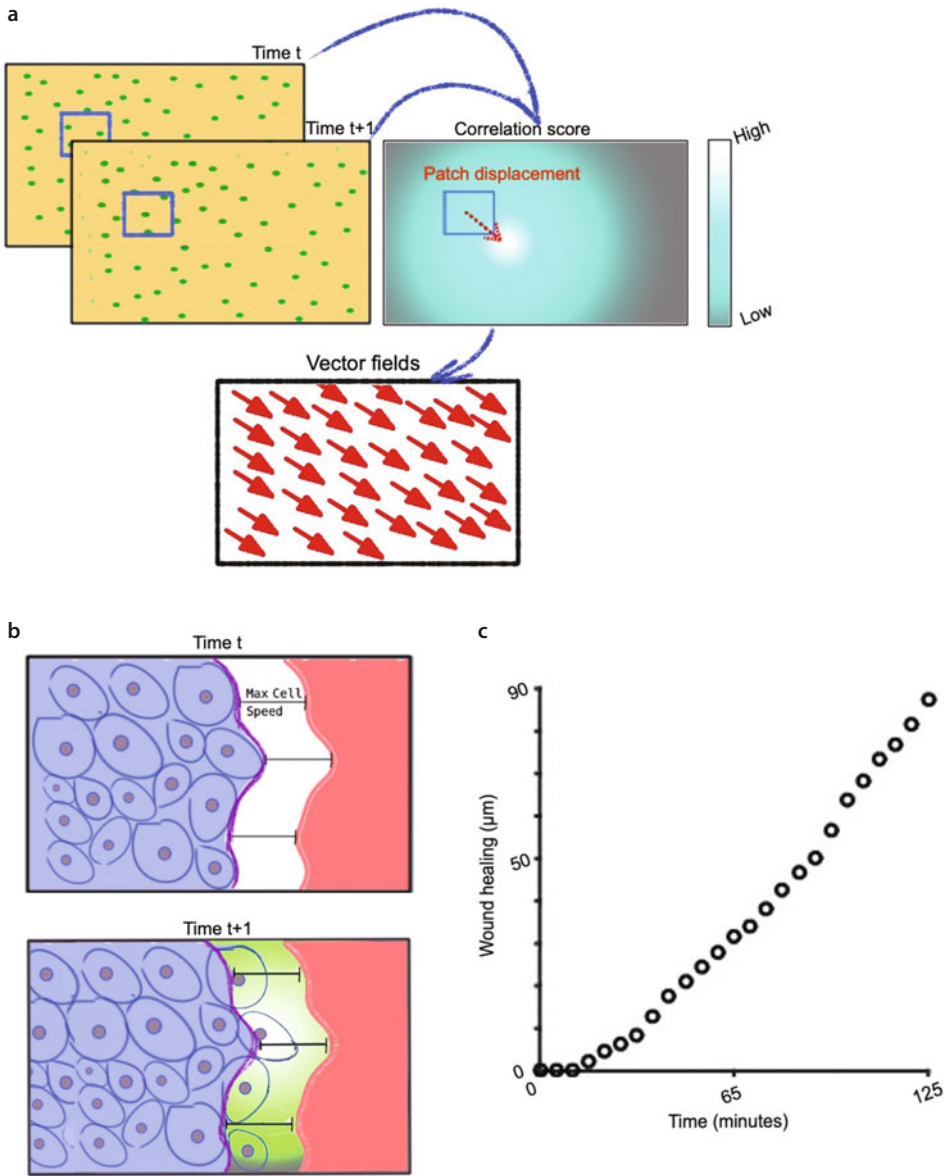 a
Time t
Time t+1
Correlation score
High
Patch displacement
Low
Vector fields
b
Time t
Max Cell
Speed
Time t+1
c
90
50
0
Wound healing (μm)
0
65
125
Time (minutes)